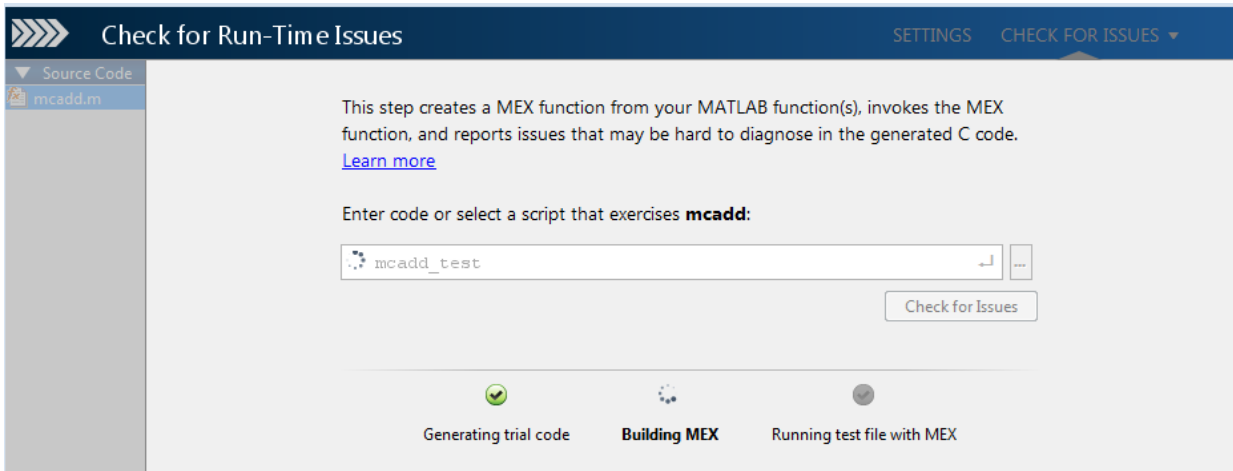 Check for Run-Time Issues
SETTINGS
CHECK FOR ISSUES
Source Code
mcadd.m
This step creates a MEX function from your MATLAB function(s), invokes the MEX
function, and reports issues that may be hard to diagnose in the generated C code.
Learn more
Enter code or select a script that exercises mcadd:
mcadd_test
...
Check for Issues
Generating trial code
Building MEX
Running test file with MEX